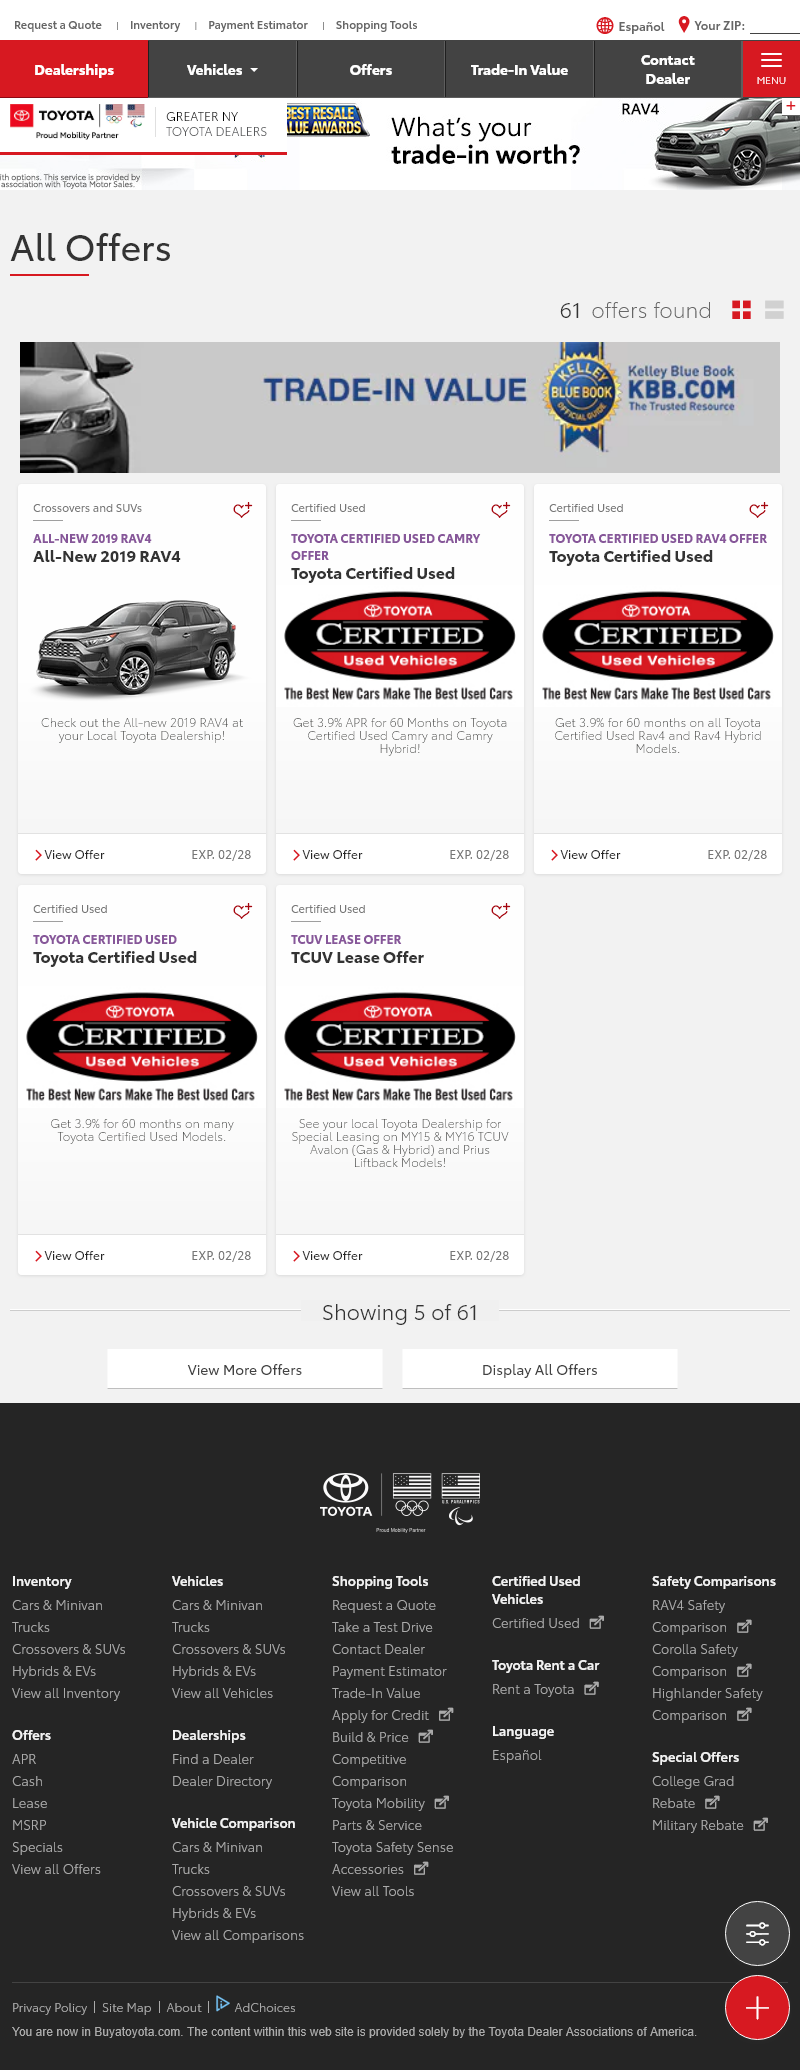 Request a Quote | Inventory | Payment Estimator | Shopping Tools
Español
Your ZIP:
Dealerships
Vehicles
Offers
Trade-In Value
Contact
Dealer
MENU
TOYOTA
Proud Mobility Partner
GREATER NY
TOYOTA DEALERS
BEST RESALE
VALUE AWARDS
What's your
trade-in worth?
RAV4
ith options. This service is provided by
association with Toyota Motor Sales.
All Offers
61 offers found
TRADE-IN VALUE
KELLEY
BLUE BOOK
OFFICIAL GUIDE
Kelley Blue Book
KBB.COM
The Trusted Resource
Crossovers and SUVs
ALL-NEW 2019 RAV4
All-New 2019 RAV4
Check out the All-new 2019 RAV4 at
your Local Toyota Dealership!
View Offer
EXP. 02/28
Certified Used
TOYOTA CERTIFIED USED CAMRY
OFFER
Toyota Certified Used
TOYOTA
CERTIFIED
Used Vehicles
The Best New Cars Make The Best Used Cars
Get 3.9% APR for 60 Months on Toyota
Certified Used Camry and Camry
Hybrid!
View Offer
EXP. 02/28
Certified Used
TOYOTA CERTIFIED USED RAV4 OFFER
Toyota Certified Used
TOYOTA
CERTIFIED
Used Vehicles
The Best New Cars Make The Best Used Cars
Get 3.9% for 60 months on all Toyota
Certified Used Rav4 and Rav4 Hybrid
Models.
View Offer
EXP. 02/28
Certified Used
TOYOTA CERTIFIED USED
Toyota Certified Used
TOYOTA
CERTIFIED
Used Vehicles
The Best New Cars Make The Best Used Cars
Get 3.9% for 60 months on many
Toyota Certified Used Models.
View Offer
EXP. 02/28
Certified Used
TCUV LEASE OFFER
TCUV Lease Offer
TOYOTA
CERTIFIED
Used Vehicles
The Best New Cars Make The Best Used Cars
See your local Toyota Dealership for
Special Leasing on MY15 & MY16 TCUV
Avalon (Gas & Hybrid) and Prius
Liftback Models!
View Offer
EXP. 02/28
Showing 5 of 61
View More Offers
Display All Offers
TOYOTA
U.S. PARALYMPICS
Proud Mobility Partner
Inventory
Cars & Minivan
Trucks
Crossovers & SUVs
Hybrids & EVs
View all Inventory
Offers
APR
Cash
Lease
MSRP
Specials
View all Offers
Vehicles
Cars & Minivan
Trucks
Crossovers & SUVs
Hybrids & EVs
View all Vehicles
Dealerships
Find a Dealer
Dealer Directory
Vehicle Comparison
Cars & Minivan
Trucks
Crossovers & SUVs
Hybrids & EVs
View all Comparisons
Shopping Tools
Request a Quote
Take a Test Drive
Contact Dealer
Payment Estimator
Trade-In Value
Apply for Credit
Build & Price
Competitive
Comparison
Toyota Mobility
Parts & Service
Toyota Safety Sense
Accessories
View all Tools
Certified Used
Vehicles
Certified Used
Toyota Rent a Car
Rent a Toyota
Language
Español
Safety Comparisons
RAV4 Safety
Comparison
Corolla Safety
Comparison
Highlander Safety
Comparison
Special Offers
College Grad
Rebate
Military Rebate
Privacy Policy | Site Map | About | AdChoices
You are now in Buyatoyota.com. The content within this web site is provided solely by the Toyota Dealer Associations of America.